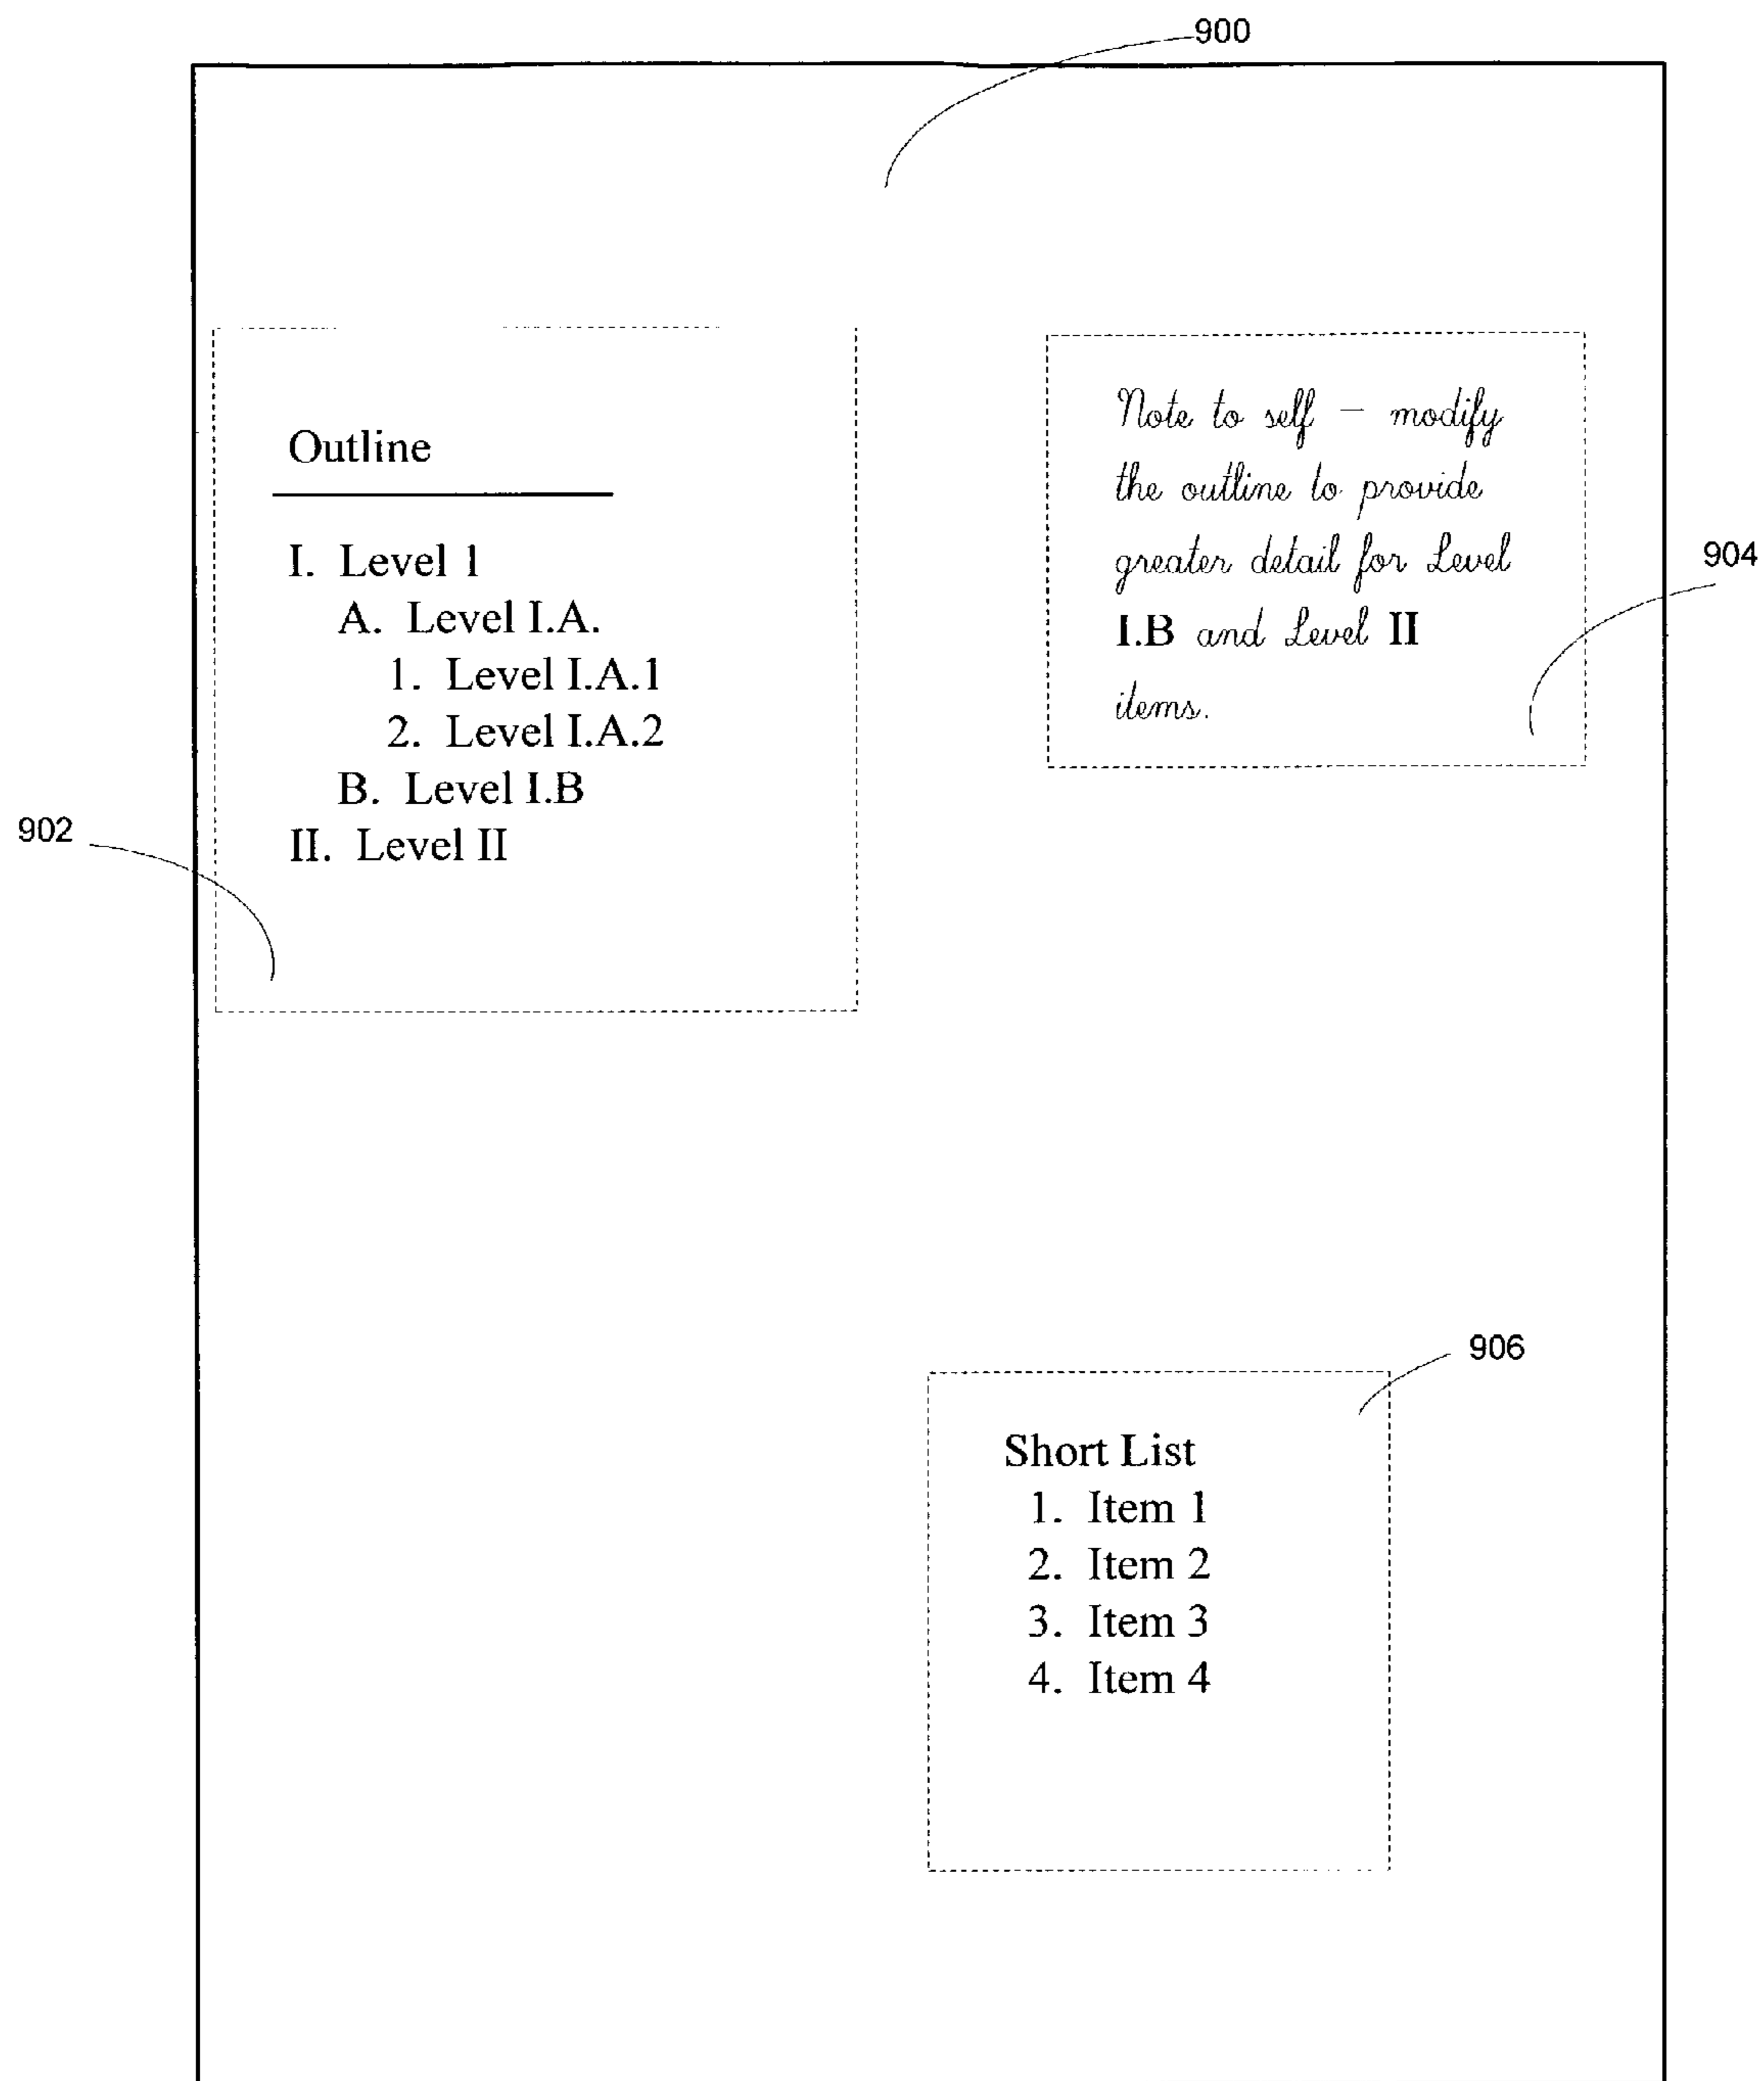 900
Outline
I. Level 1
A. Level I.A.
1. Level I.A.1
2. Level I.A.2
B. Level I.B
II. Level II
902
Note to self – modify
the outline to provide
greater detail for Level
I.B and Level II
items.
904
906
Short List
1. Item 1
2. Item 2
3. Item 3
4. Item 4